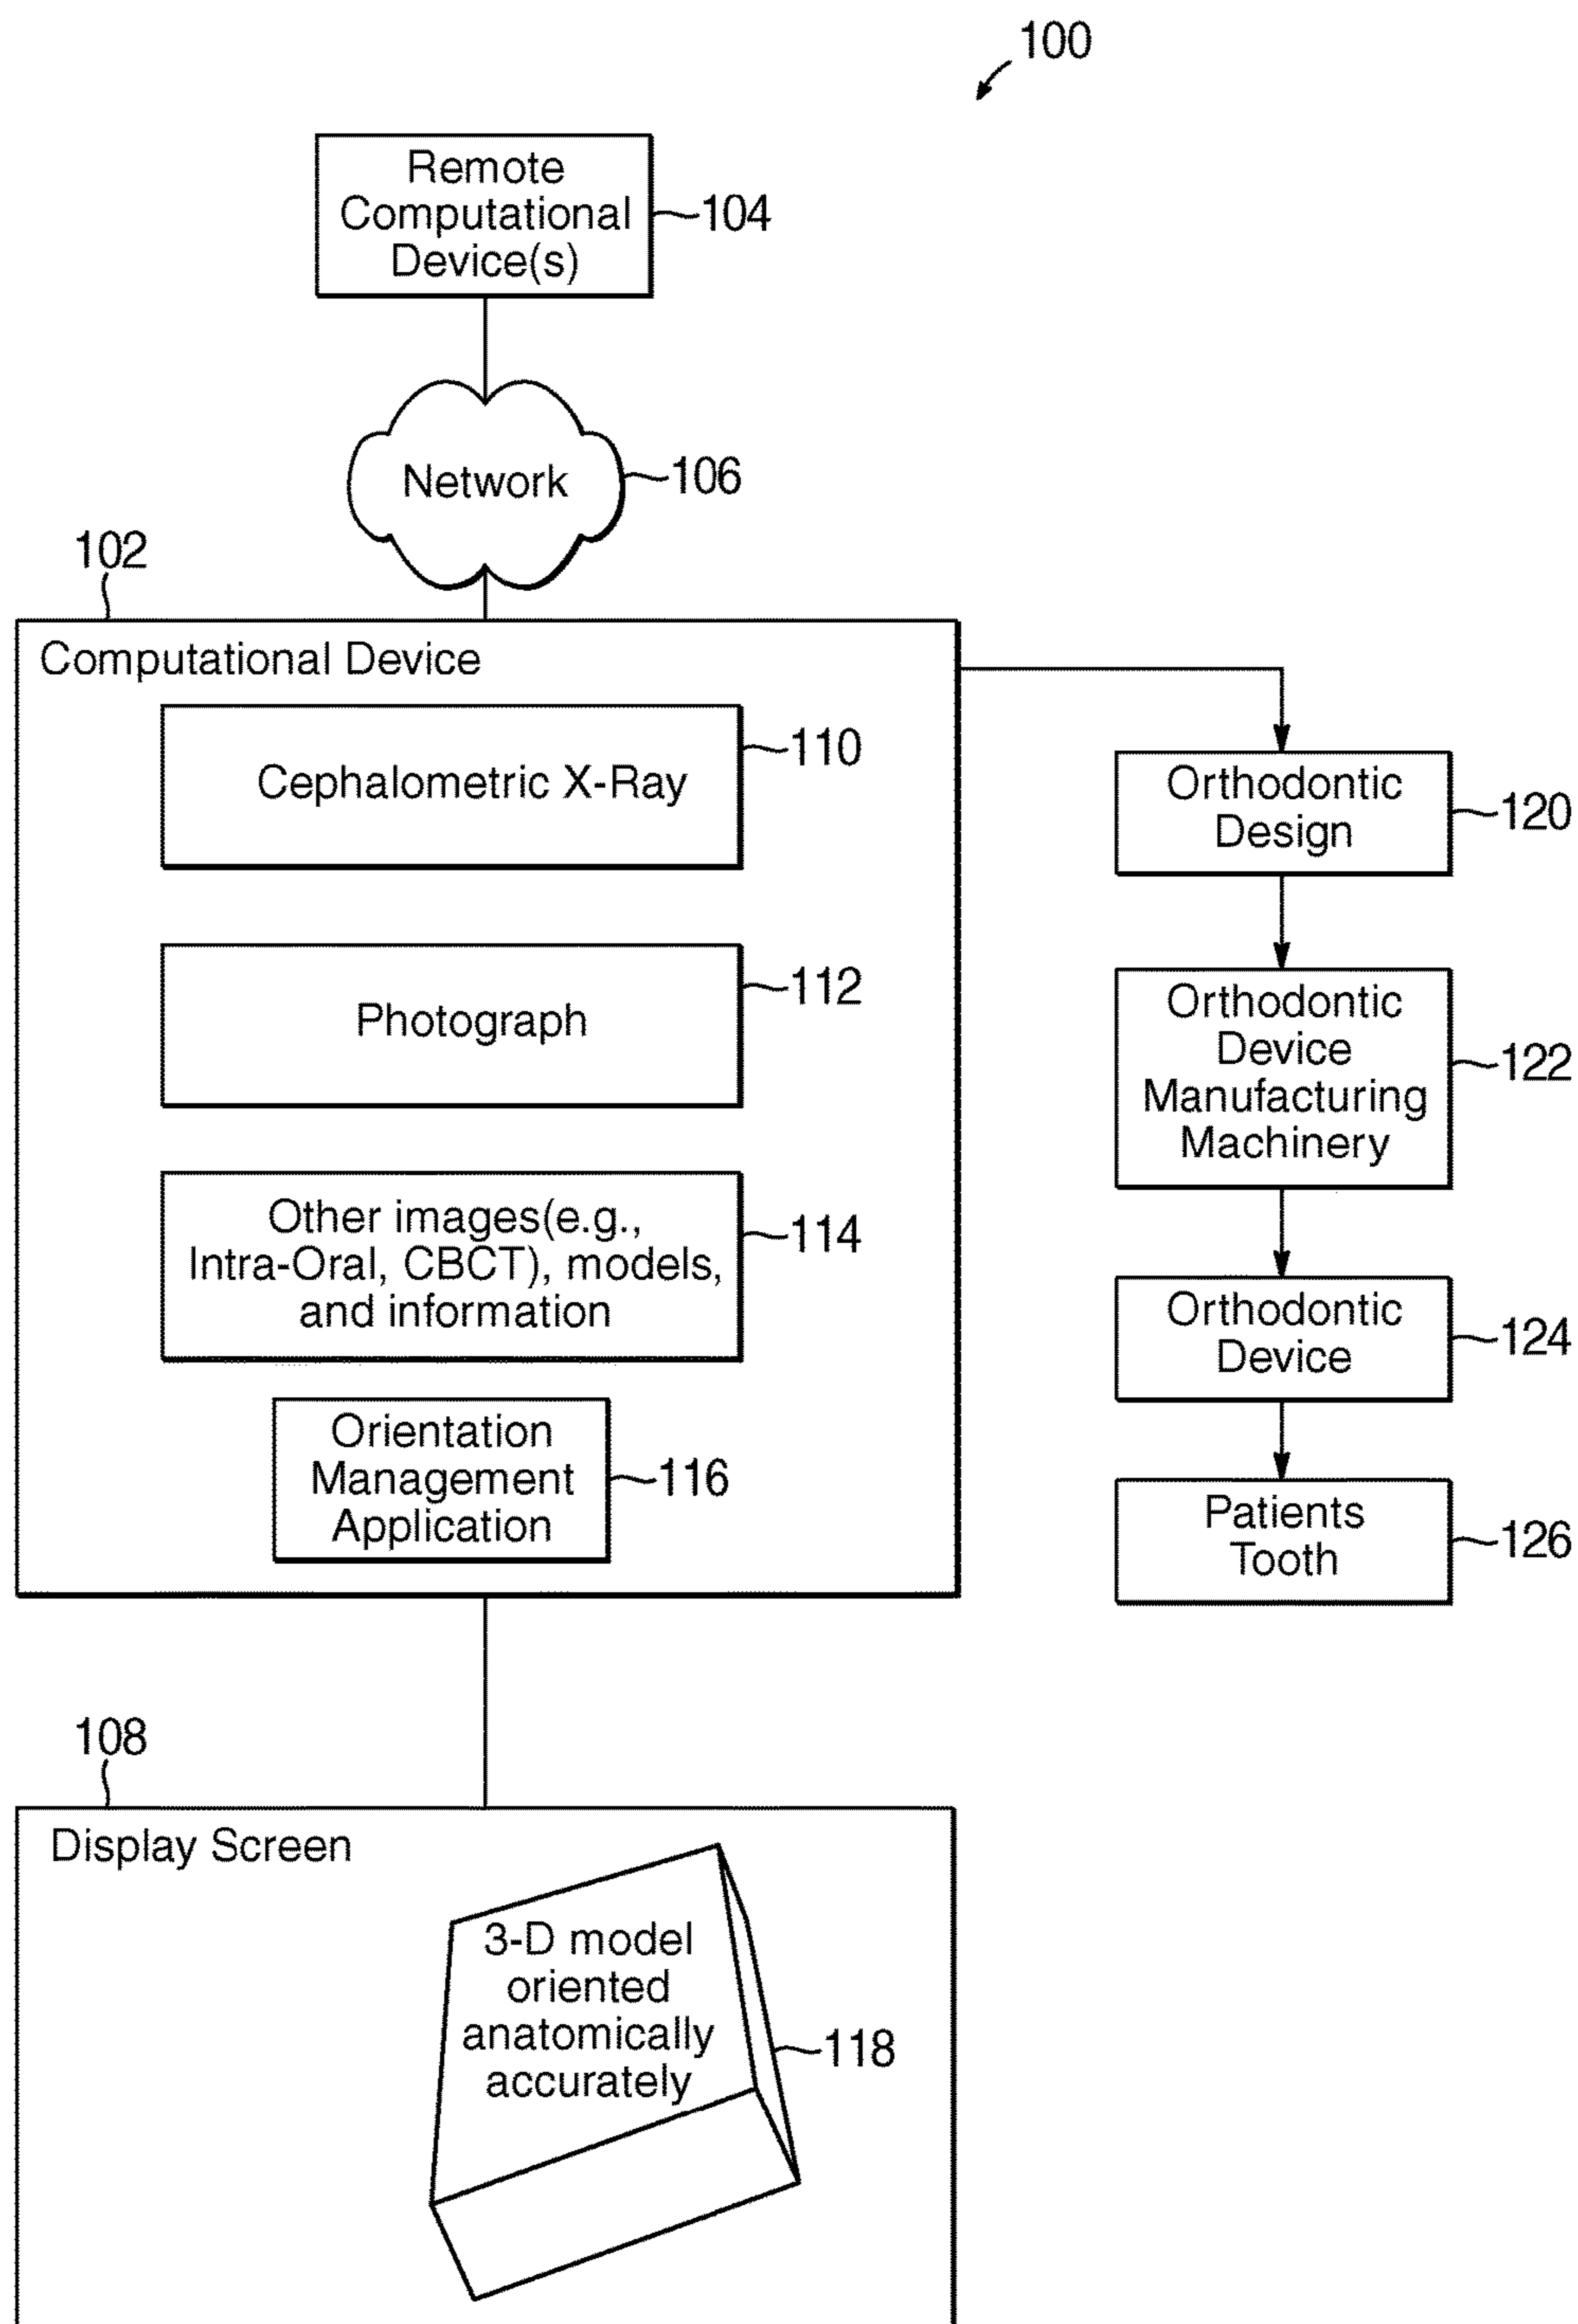 100
Remote
Computational
Device(s)
104
Network
106
102
Computational Device
Cephalometric X-Ray
110
Photograph
112
Other images(e.g.,
Intra-Oral, CBCT), models,
and information
114
Orientation
Management
Application
116
Orthodontic
Design
120
Orthodontic
Device
Manufacturing
Machinery
122
Orthodontic
Device
124
Patients
Tooth
126
108
Display Screen
3-D model
oriented
anatomically
accurately
118